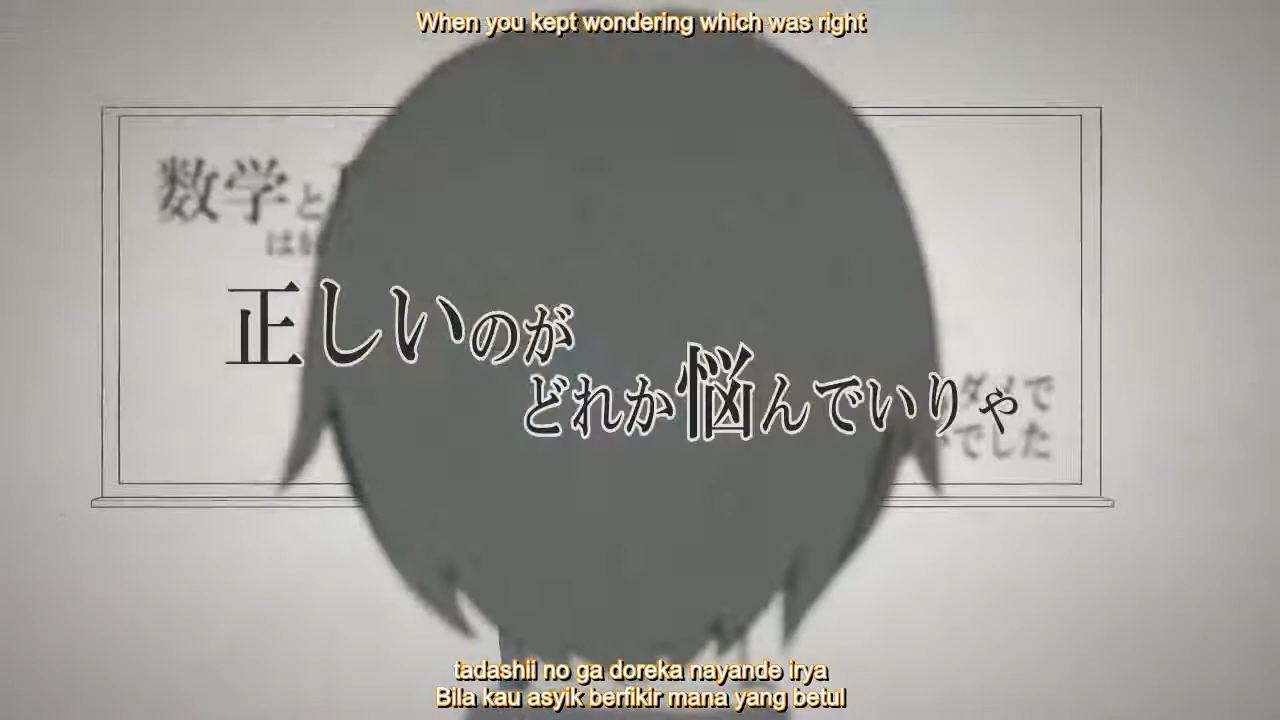 When you kept wondering which was right
数学と
は
正しいのが
どれか悩んでいりゃ
ダメで
でした
tadashii no ga doreka nayande irya
Bila kau asyik berfikir mana yang betul